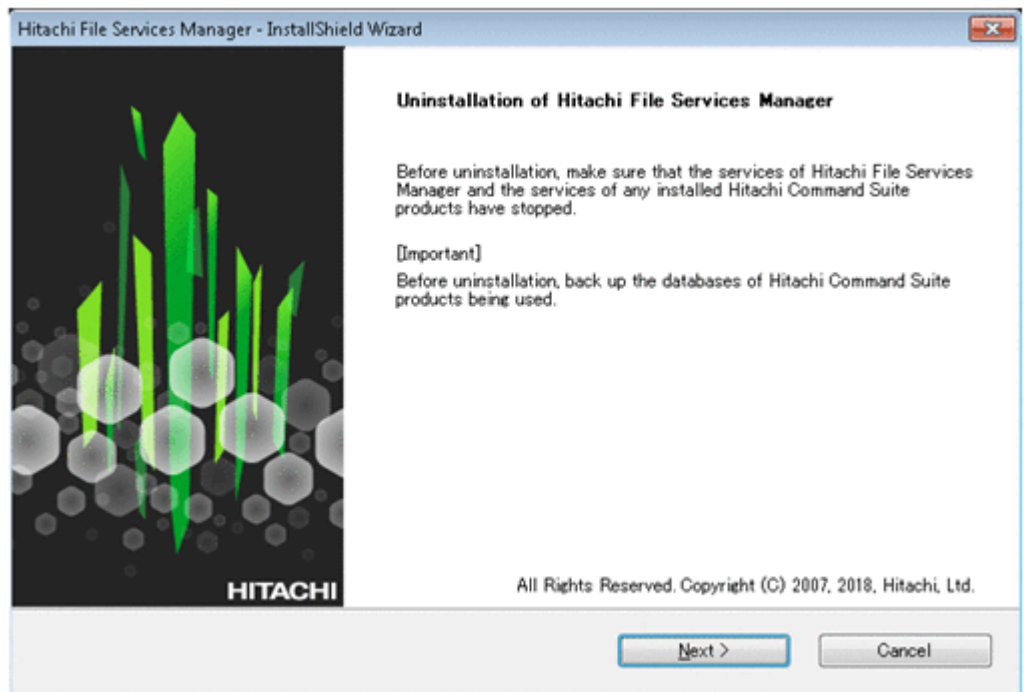 Hitachi File Services Manager - InstallShield Wizard
Uninstallation of Hitachi File Services Manager
Before uninstallation, make sure that the services of Hitachi File Services
Manager and the services of any installed Hitachi Command Suite
products have stopped.
[Important]
Before uninstallation, back up the databases of Hitachi Command Suite
products being used.
HITACHI
All Rights Reserved. Copyright (C) 2007, 2018, Hitachi, Ltd.
Next >
Cancel